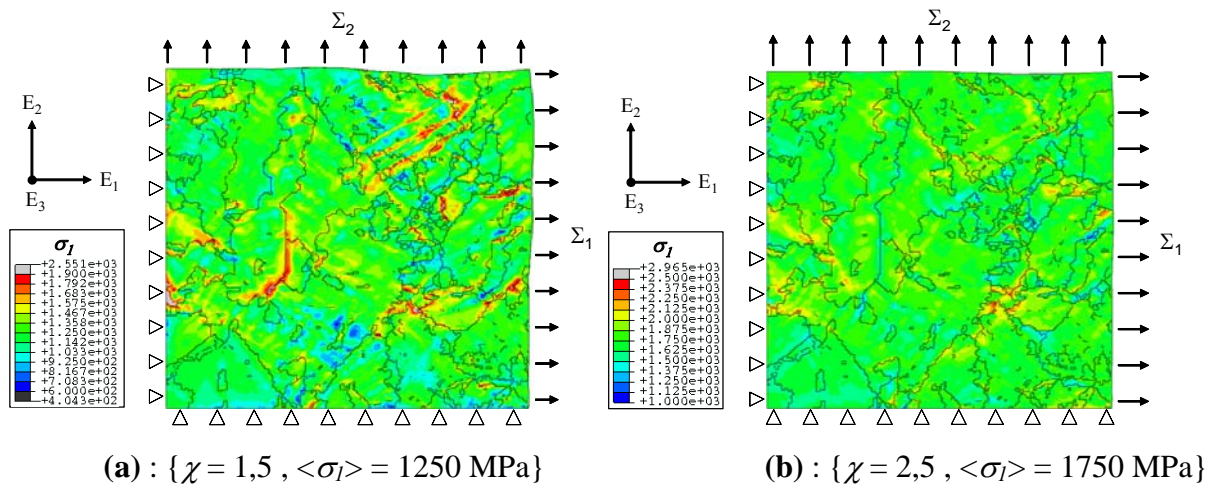 Σ2
E2
E1
E3
σ1
+2.551e+03
+1.900e+03
+1.792e+03
+1.683e+03
+1.575e+03
+1.467e+03
+1.358e+03
+1.250e+03
+1.142e+03
+1.033e+03
+9.250e+02
+8.167e+02
+7.083e+02
+6.000e+02
+4.043e+02
Σ1
(a) : {χ = 1,5 , <σ1> = 1250 MPa}
Σ2
E2
E1
E3
σ1
+2.965e+03
+2.500e+03
+2.375e+03
+2.250e+03
+2.125e+03
+2.000e+03
+1.875e+03
+1.750e+03
+1.625e+03
+1.500e+03
+1.375e+03
+1.250e+03
+1.125e+03
+1.000e+03
Σ1
(b) : {χ = 2,5 , <σ1> = 1750 MPa}